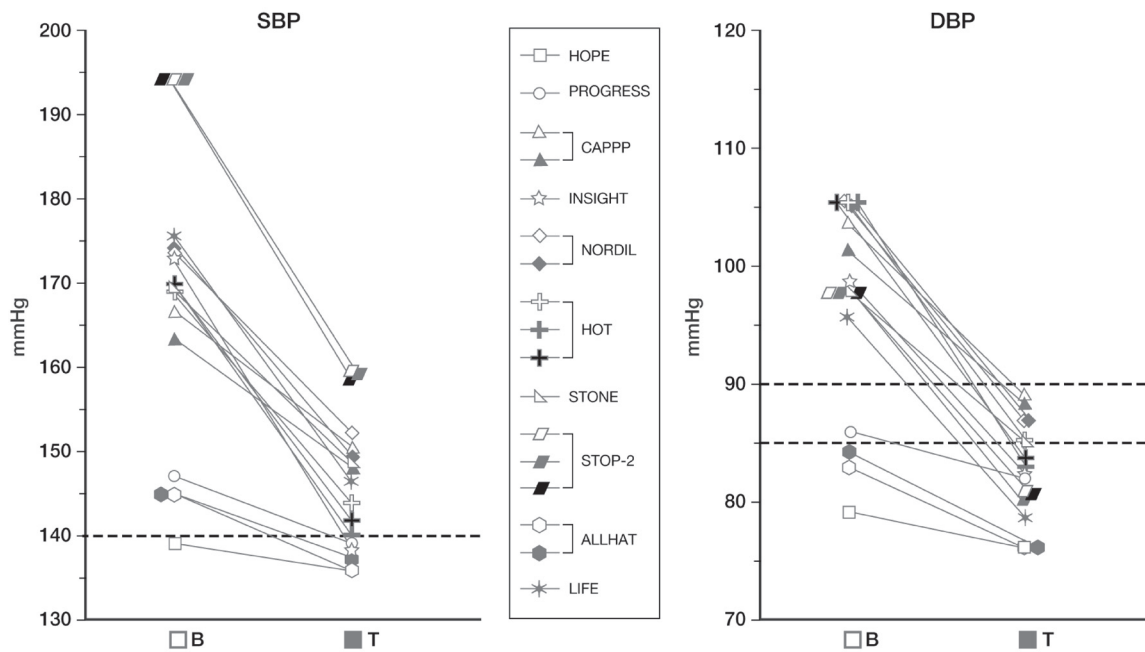 SBP
200
190
180
170
160
150
140
130
mmHg
B
T
HOPE
PROGRESS
CAPPP
INSIGHT
NORDIL
HOT
STONE
STOP-2
ALLHAT
LIFE
DBP
120
110
100
90
80
70
mmHg
B
T